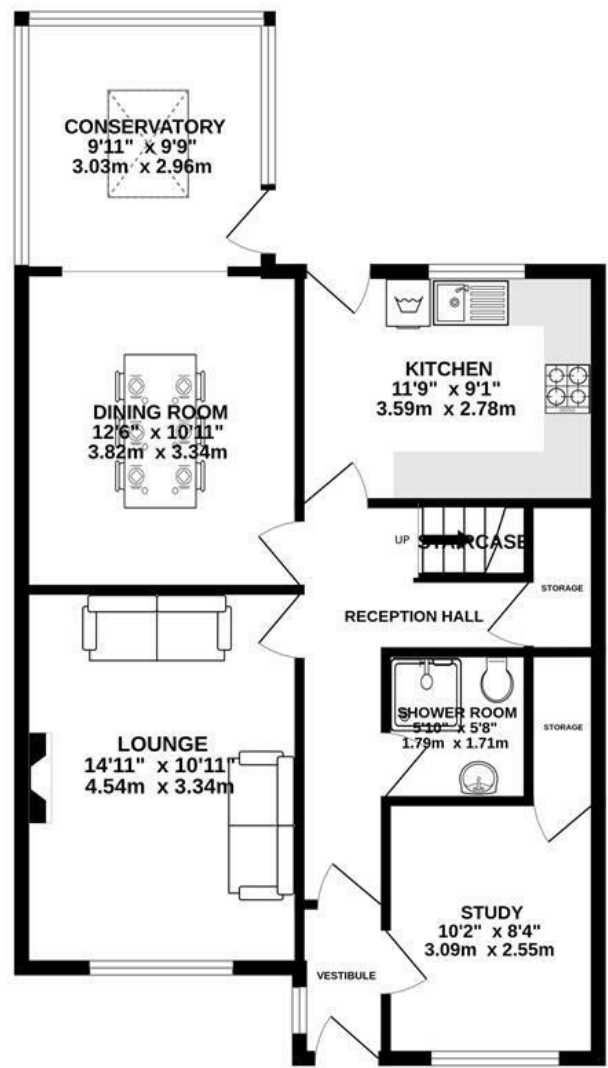 CONSERVATORY
9'11" x 9'9"
3.03m x 2.96m
KITCHEN
11'9" x 9'1"
3.59m x 2.78m
DINING ROOM
12'6" x 10'11"
3.82m x 3.34m
UP STAIRCASE
STORAGE
RECEPTION HALL
SHOWER ROOM
5'10" x 5'8"
1.79m x 1.71m
STORAGE
LOUNGE
14'11" x 10'11"
4.54m x 3.34m
STUDY
10'2" x 8'4"
3.09m x 2.55m
VESTIBULE